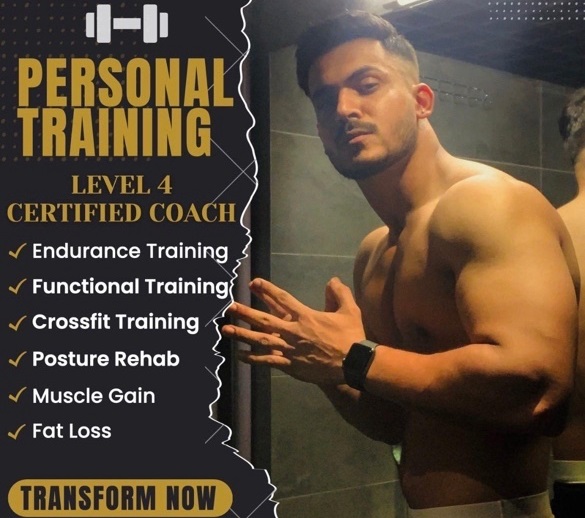 PERSONAL
TRAINING
LEVEL 4
CERTIFIED COACH
Endurance Training
Functional Training
Crossfit Training
Posture Rehab
Muscle Gain
Fat Loss
TRANSFORM NOW